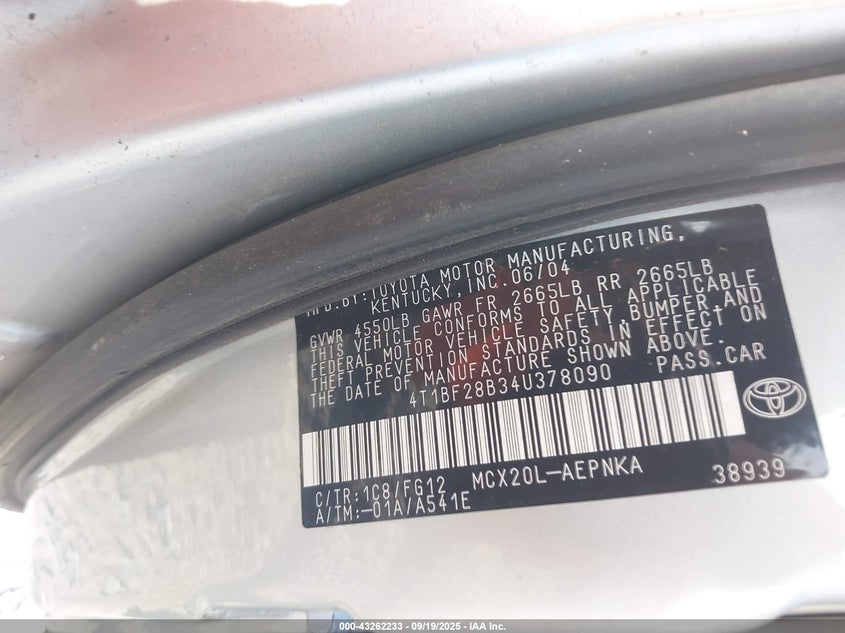 MFD.BY:TOYOTA MOTOR MANUFACTURING,
KENTUCKY, INC. 06/04
GVWR 4550LB GAWR FR 2665LB RR 2665LB
THIS VEHICLE CONFORMS TO ALL APPLICABLE
FEDERAL MOTOR VEHICLE SAFETY, BUMPER, AND
THEFT PREVENTION STANDARDS IN EFFECT ON
THE DATE OF MANUFACTURE SHOWN ABOVE.
4T1BF28B34U378090 PASS.CAR
C/TR:1C8/FG12 MCX20L-AEPNKA 38939
A/TM:-01A/A541E
000-43262233 - 09/19/2025 - IAA Inc.